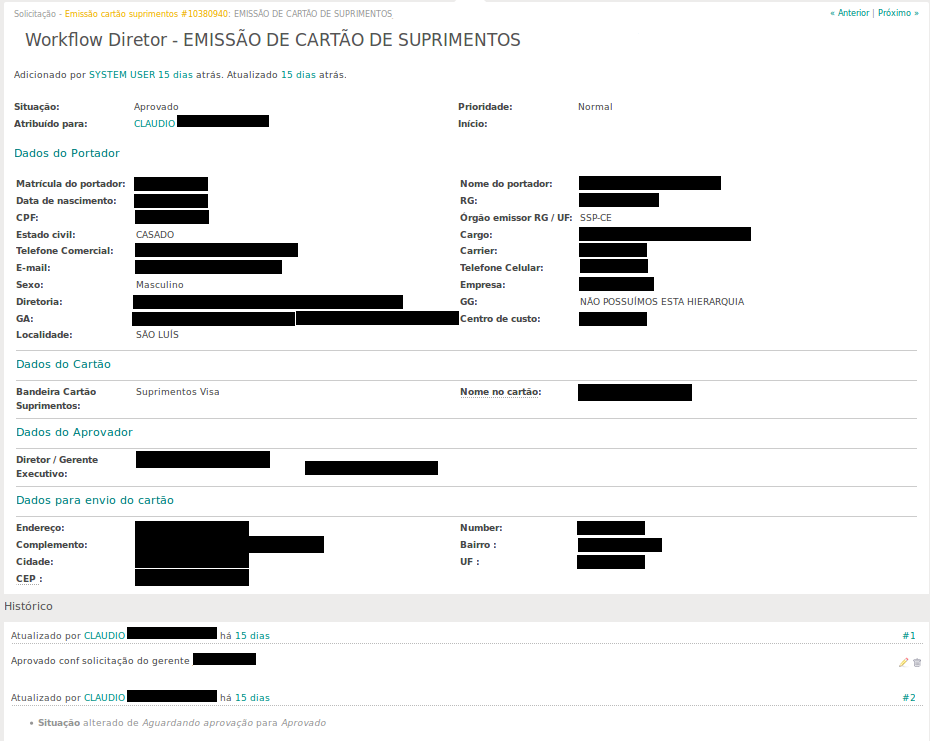 Solicitação - Emissão cartão suprimentos #10380940: EMISSÃO DE CARTÃO DE SUPRIMENTOS
« Anterior | Próximo »
Workflow Diretor - EMISSÃO DE CARTÃO DE SUPRIMENTOS
Adicionado por SYSTEM USER 15 dias atrás. Atualizado 15 dias atrás.
Situação: Aprovado Prioridade: Normal
Atribuído para: CLAUDIO Início:
Dados do Portador
Matrícula do portador: Nome do portador:
Data de nascimento: RG:
CPF: Órgão emissor RG / UF: SSP-CE
Estado civil: CASADO Cargo:
Telefone Comercial: Carrier:
E-mail: Telefone Celular:
Sexo: Masculino Empresa:
Diretoria: GG: NÃO POSSUÍMOS ESTA HIERARQUIA
GA: Centro de custo:
Localidade: SÃO LUÍS
Dados do Cartão
Bandeira Cartão Suprimentos Visa Nome no cartão:
Suprimentos:
Dados do Aprovador
Diretor / Gerente
Executivo:
Dados para envio do cartão
Endereço: Number:
Complemento: Bairro :
Cidade: UF :
CEP :
Histórico
Atualizado por CLAUDIO há 15 dias #1
Aprovado conf solicitação do gerente
Atualizado por CLAUDIO há 15 dias #2
• Situação alterado de Aguardando aprovação para Aprovado